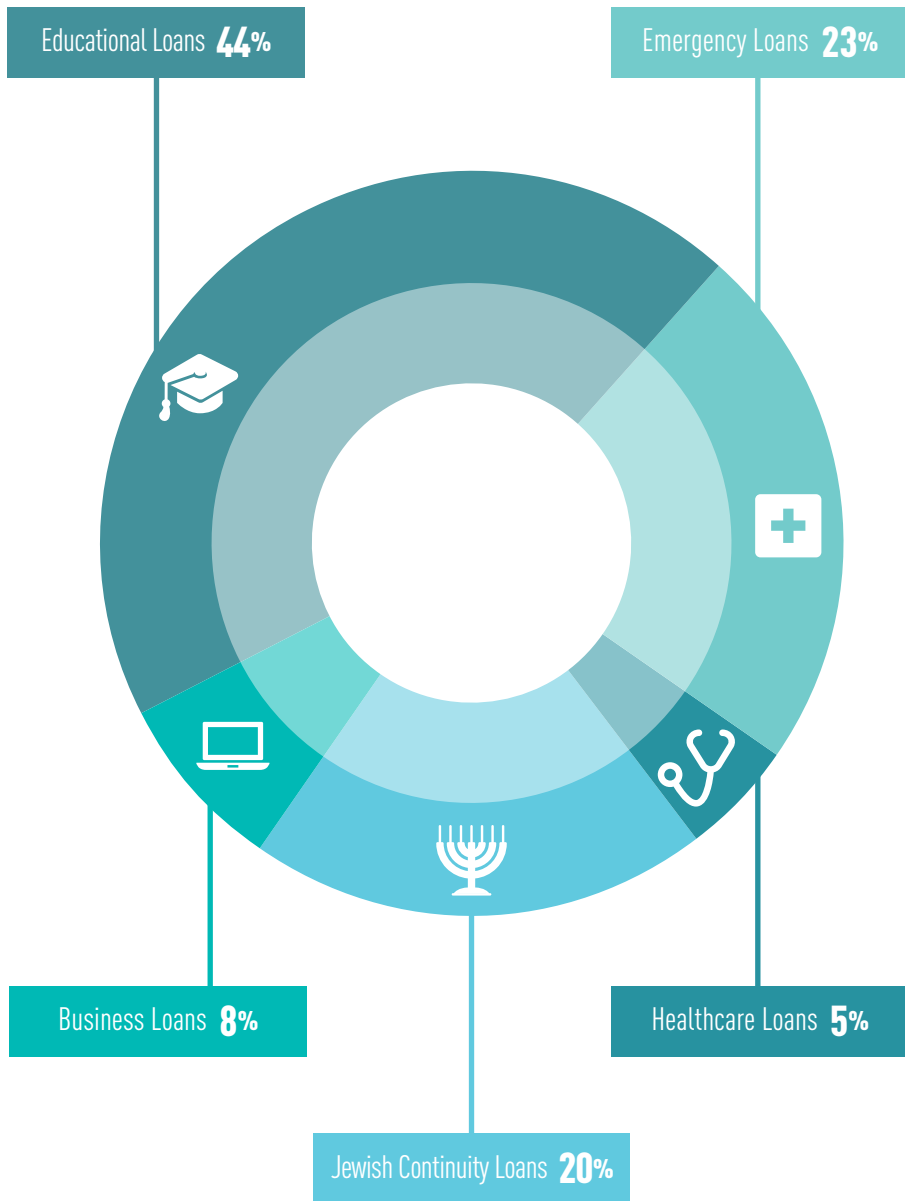 Educational Loans 44%
Emergency Loans 23%
Business Loans 8%
Healthcare Loans 5%
Jewish Continuity Loans 20%